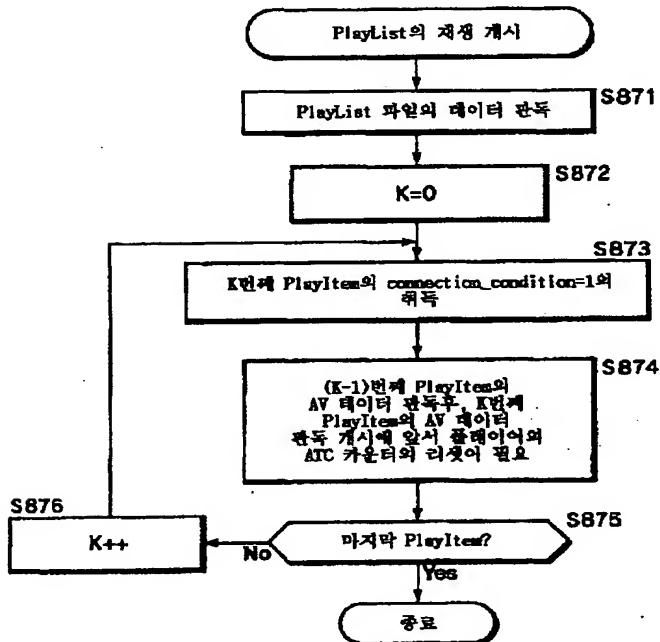 PlayList의 재생 개시
S871
PlayList 파일의 데이터 판독
S872
K=0
S873
K번째 PlayItem의 connection_condition=1의
취득
S874
(K-1)번째 PlayItem의
AV 데이터 판독후, K번째
PlayItem의 AV 데이터
판독 개시에 앞서 플레이어의
ATC 카운터의 리셋이 필요
S875
마지막 PlayItem?
S876
K++
No
Yes
종료